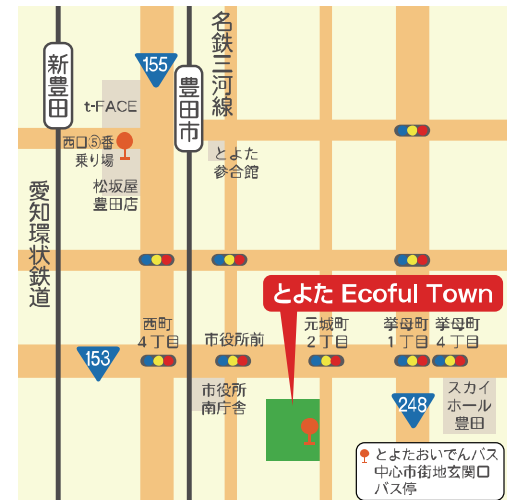 名鉄三河線
新豊田
155
豊田市
t-FACE
西口⑤番
乗り場
とよた
参合館
松坂屋
豊田店
愛知環状鉄道
とよた Ecoful Town
西町
4丁目
市役所前
元城町
2丁目
挙母町
1丁目
挙母町
4丁目
153
市役所
南庁舎
248
スカイ
ホール
豊田
とよたおいでんバス
中心市街地玄関口
バス停